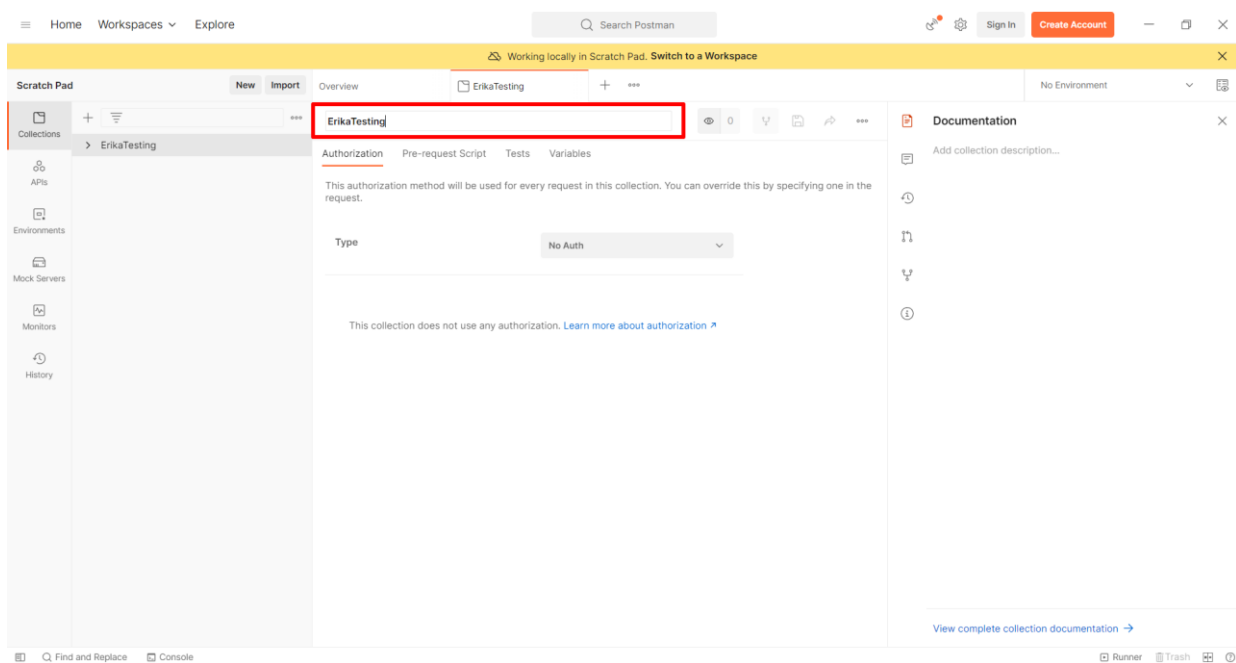 Home Workspaces Explore
Search Postman
Sign In
Create Account
Working locally in Scratch Pad. Switch to a Workspace
Scratch Pad
New Import
Overview
ErikaTesting
No Environment
Collections
APIs
Environments
Mock Servers
Monitors
History
ErikaTesting
ErikaTesting
0
Authorization Pre-request Script Tests Variables
This authorization method will be used for every request in this collection. You can override this by specifying one in the
request.
Type
No Auth
This collection does not use any authorization. Learn more about authorization
Documentation
Add collection description...
View complete collection documentation
Find and Replace Console
Runner Trash